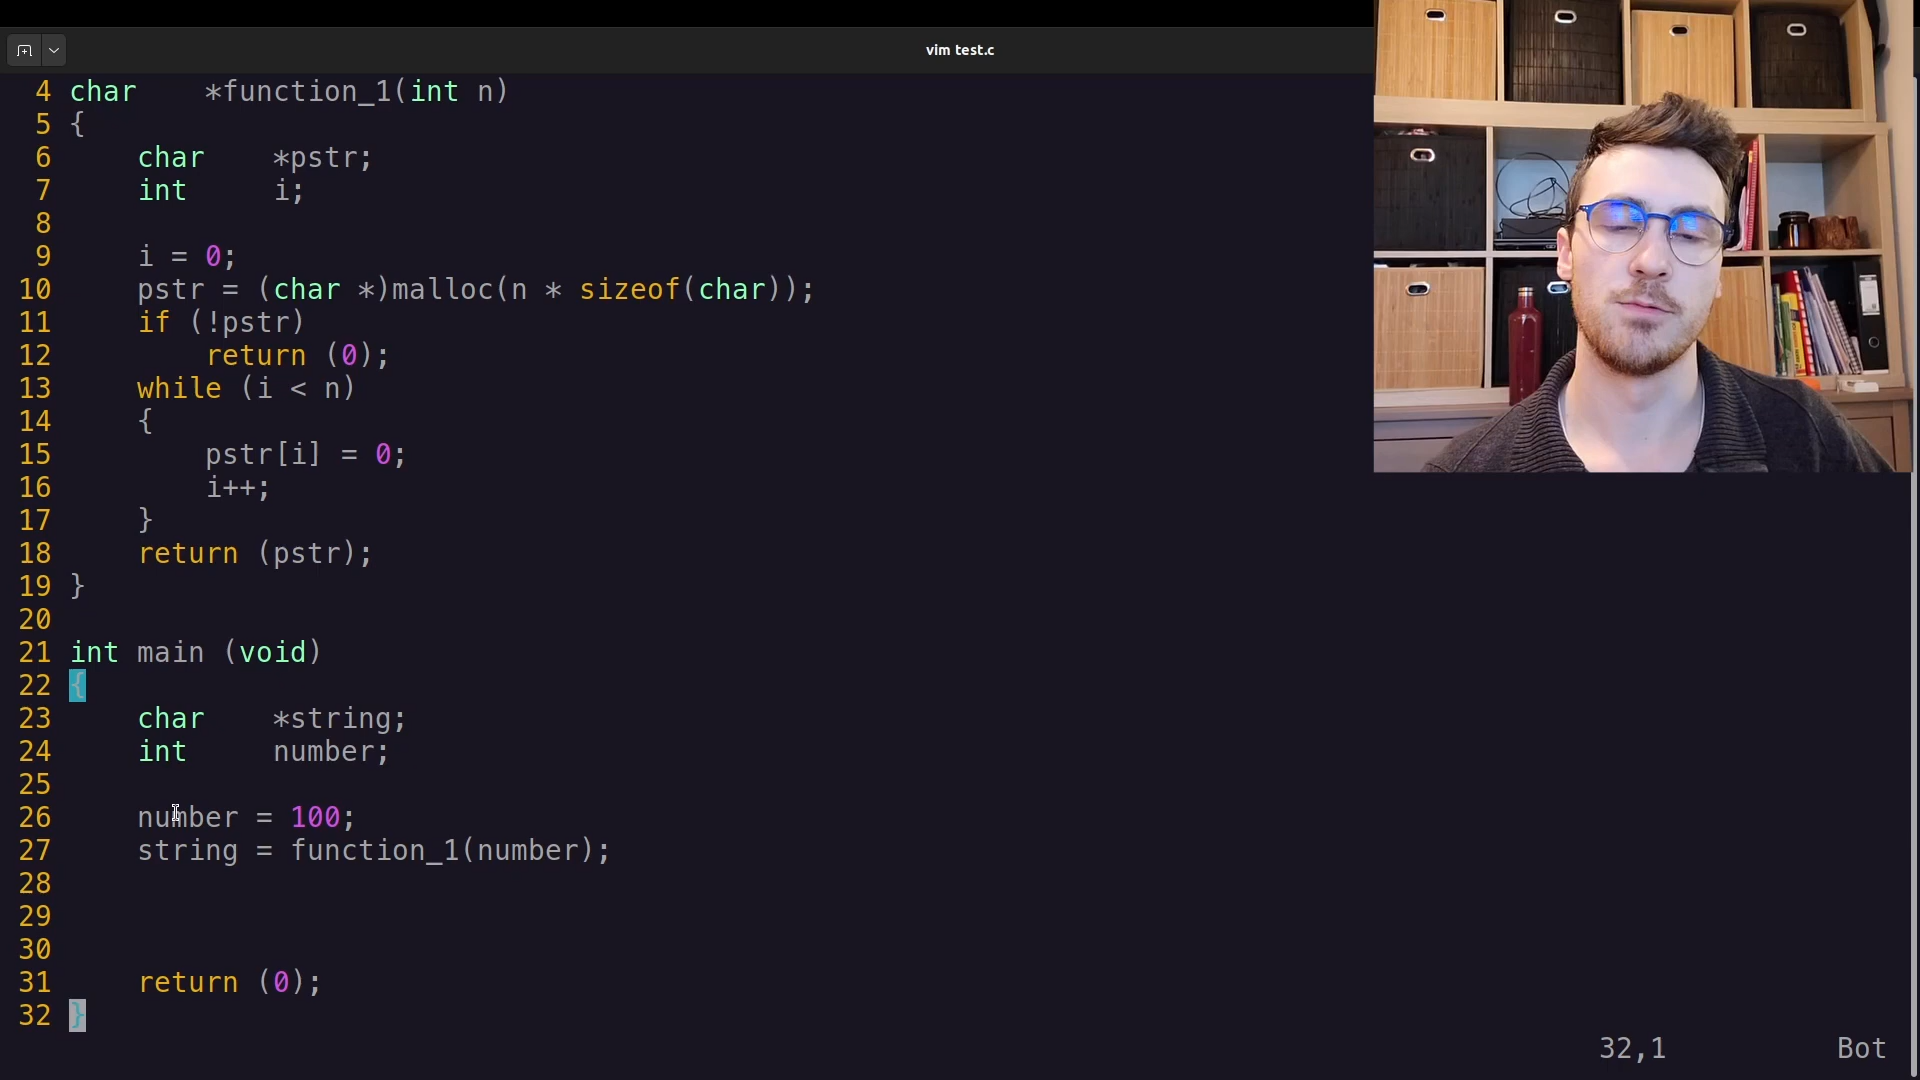 vim test.c
4 char    *function_1(int n)
5 {
6     char    *pstr;
7     int     i;
8
9     i = 0;
10     pstr = (char *)malloc(n * sizeof(char));
11     if (!pstr)
12         return (0);
13     while (i < n)
14     {
15         pstr[i] = 0;
16         i++;
17     }
18     return (pstr);
19 }
20
21 int main (void)
22 {
23     char    *string;
24     int     number;
25
26     number = 100;
27     string = function_1(number);
28
29
30
31     return (0);
32 }
32,1 Bot